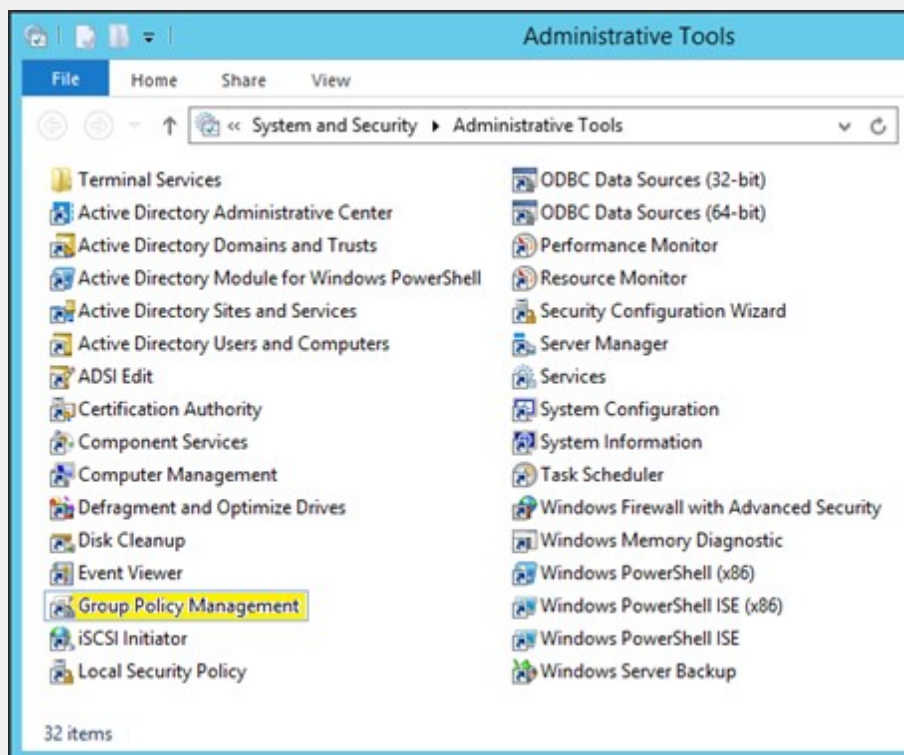 Administrative Tools
File Home Share View
« System and Security Administrative Tools
Terminal Services
Active Directory Administrative Center
Active Directory Domains and Trusts
Active Directory Module for Windows PowerShell
Active Directory Sites and Services
Active Directory Users and Computers
ADSI Edit
Certification Authority
Component Services
Computer Management
Defragment and Optimize Drives
Disk Cleanup
Event Viewer
Group Policy Management
iSCSI Initiator
Local Security Policy
ODBC Data Sources (32-bit)
ODBC Data Sources (64-bit)
Performance Monitor
Resource Monitor
Security Configuration Wizard
Server Manager
Services
System Configuration
System Information
Task Scheduler
Windows Firewall with Advanced Security
Windows Memory Diagnostic
Windows PowerShell (x86)
Windows PowerShell ISE (x86)
Windows PowerShell ISE
Windows Server Backup
32 items